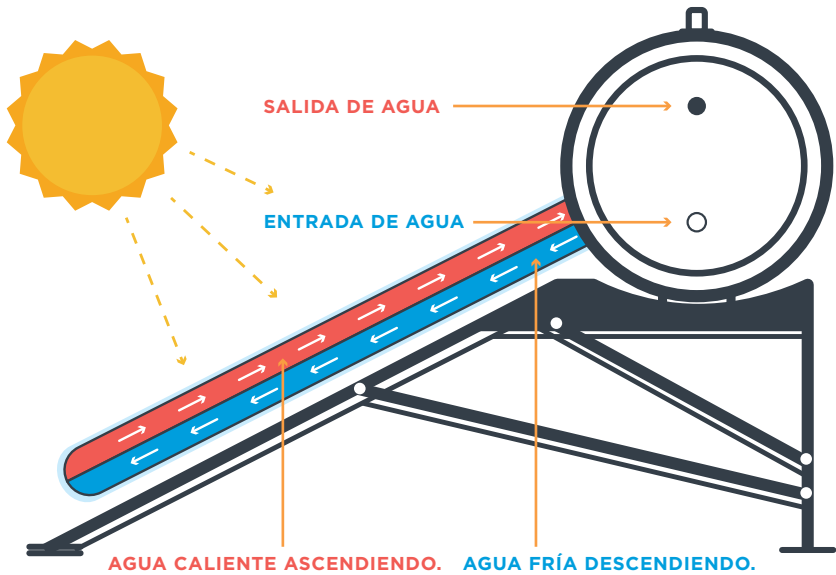 SALIDA DE AGUA
ENTRADA DE AGUA
AGUA CALIENTE ASCENDIENDO.
AGUA FRÍA DESCENDIENDO.